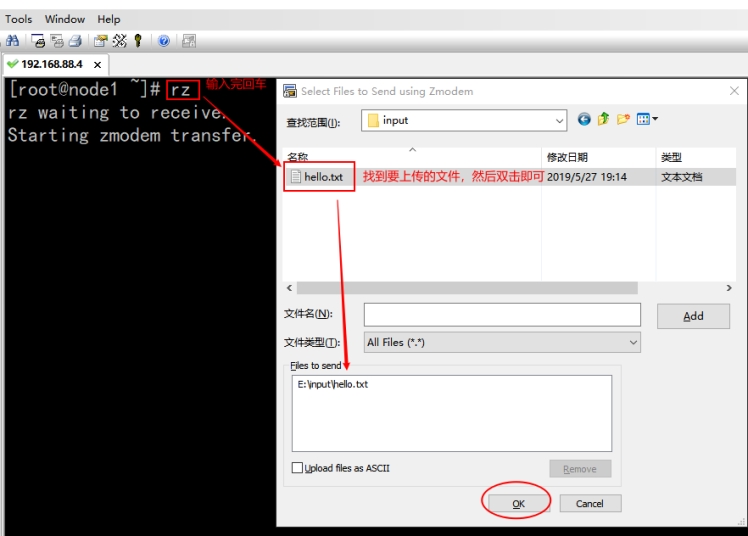 Tools Window Help
192.168.88.4 x
[root@node1 ~]# rz 输入完回车
rz waiting to receive.
Starting zmodem transfer.
Select Files to Send using Zmodem
查找范围(I): input
名称 修改日期 类型
hello.txt 找到要上传的文件，然后双击即可 2019/5/27 19:14 文本文档
文件名(N): Add
文件类型(T): All Files (*.*)
Files to send
E:\input\hello.txt
Upload files as ASCII Remove
OK Cancel